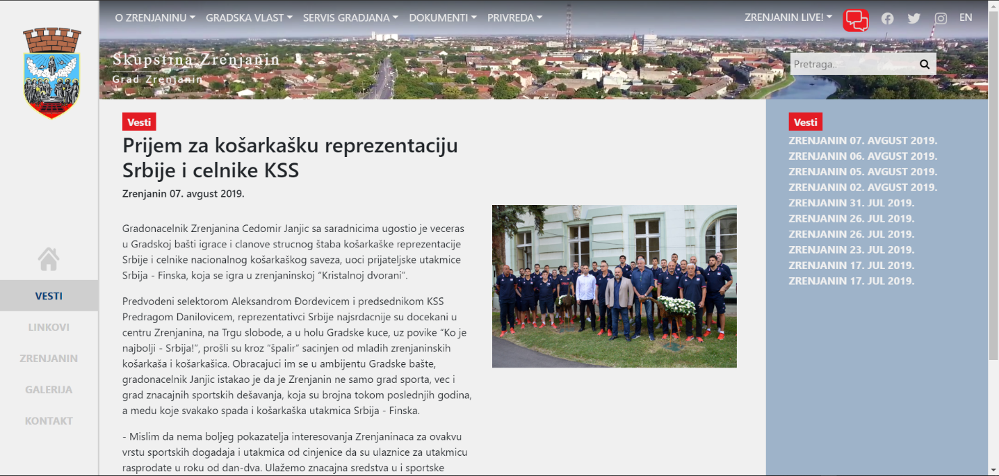 O ZRENJANINU GRADSKA VLAST SERVIS GRADJANA DOKUMENTI PRIVREDA ZRENJANIN LIVE! EN
Skupstina Zrenjanin
Grad Zrenjanin
Pretraga..
VESTI
LINKOVI
ZRENJANIN
GALERIJA
KONTAKT
Vesti
Prijem za košarkašku reprezentaciju
Srbije i celnike KSS
Zrenjanin 07. avgust 2019.
Gradonacelnik Zrenjanina Cedomir Janjic sa saradnicima ugostio je veceras
u Gradskoj bašti igrace i clanove strucnog štaba košarkaške reprezentacije
Srbije i celnike nacionalnog košarkaškog saveza, uoci prijateljske utakmice
Srbija - Finska, koja se igra u zrenjaninskoj “Kristalnoj dvorani”.
Predvodeni selektorom Aleksandrom Đordevicem i predsednikom KSS
Predragom Danilovicem, reprezentativci Srbije najsrdacnije su docekani u
centru Zrenjanina, na Trgu slobode, a u holu Gradske kuce, uz povike “Ko je
najbolji - Srbija!”, prošli su kroz “špalir” sacinjen od mladih zrenjaninskih
košarkaša i košarkašica. Obracajuci im se u ambijentu Gradske bašte,
gradonacelnik Janjic istakao je da je Zrenjanin ne samo grad sporta, vec i
grad znacajnih sportskih dešavanja, koja su brojna tokom poslednjih godina,
a medu koje svakako spada i košarkaška utakmica Srbija - Finska.
- Mislim da nema boljeg pokazatelja interesovanja Zrenjaninaca za ovakvu
vrstu sportskih dogadaja i utakmica od cinjenice da su ulaznice za utakmicu
rasprodate u roku od dan-dva. Ulažemo znacajna sredstva u i sportske
Vesti
ZRENJANIN 07. AVGUST 2019.
ZRENJANIN 06. AVGUST 2019.
ZRENJANIN 05. AVGUST 2019.
ZRENJANIN 02. AVGUST 2019.
ZRENJANIN 31. JUL 2019.
ZRENJANIN 26. JUL 2019.
ZRENJANIN 26. JUL 2019.
ZRENJANIN 23. JUL 2019.
ZRENJANIN 17. JUL 2019.
ZRENJANIN 17. JUL 2019.